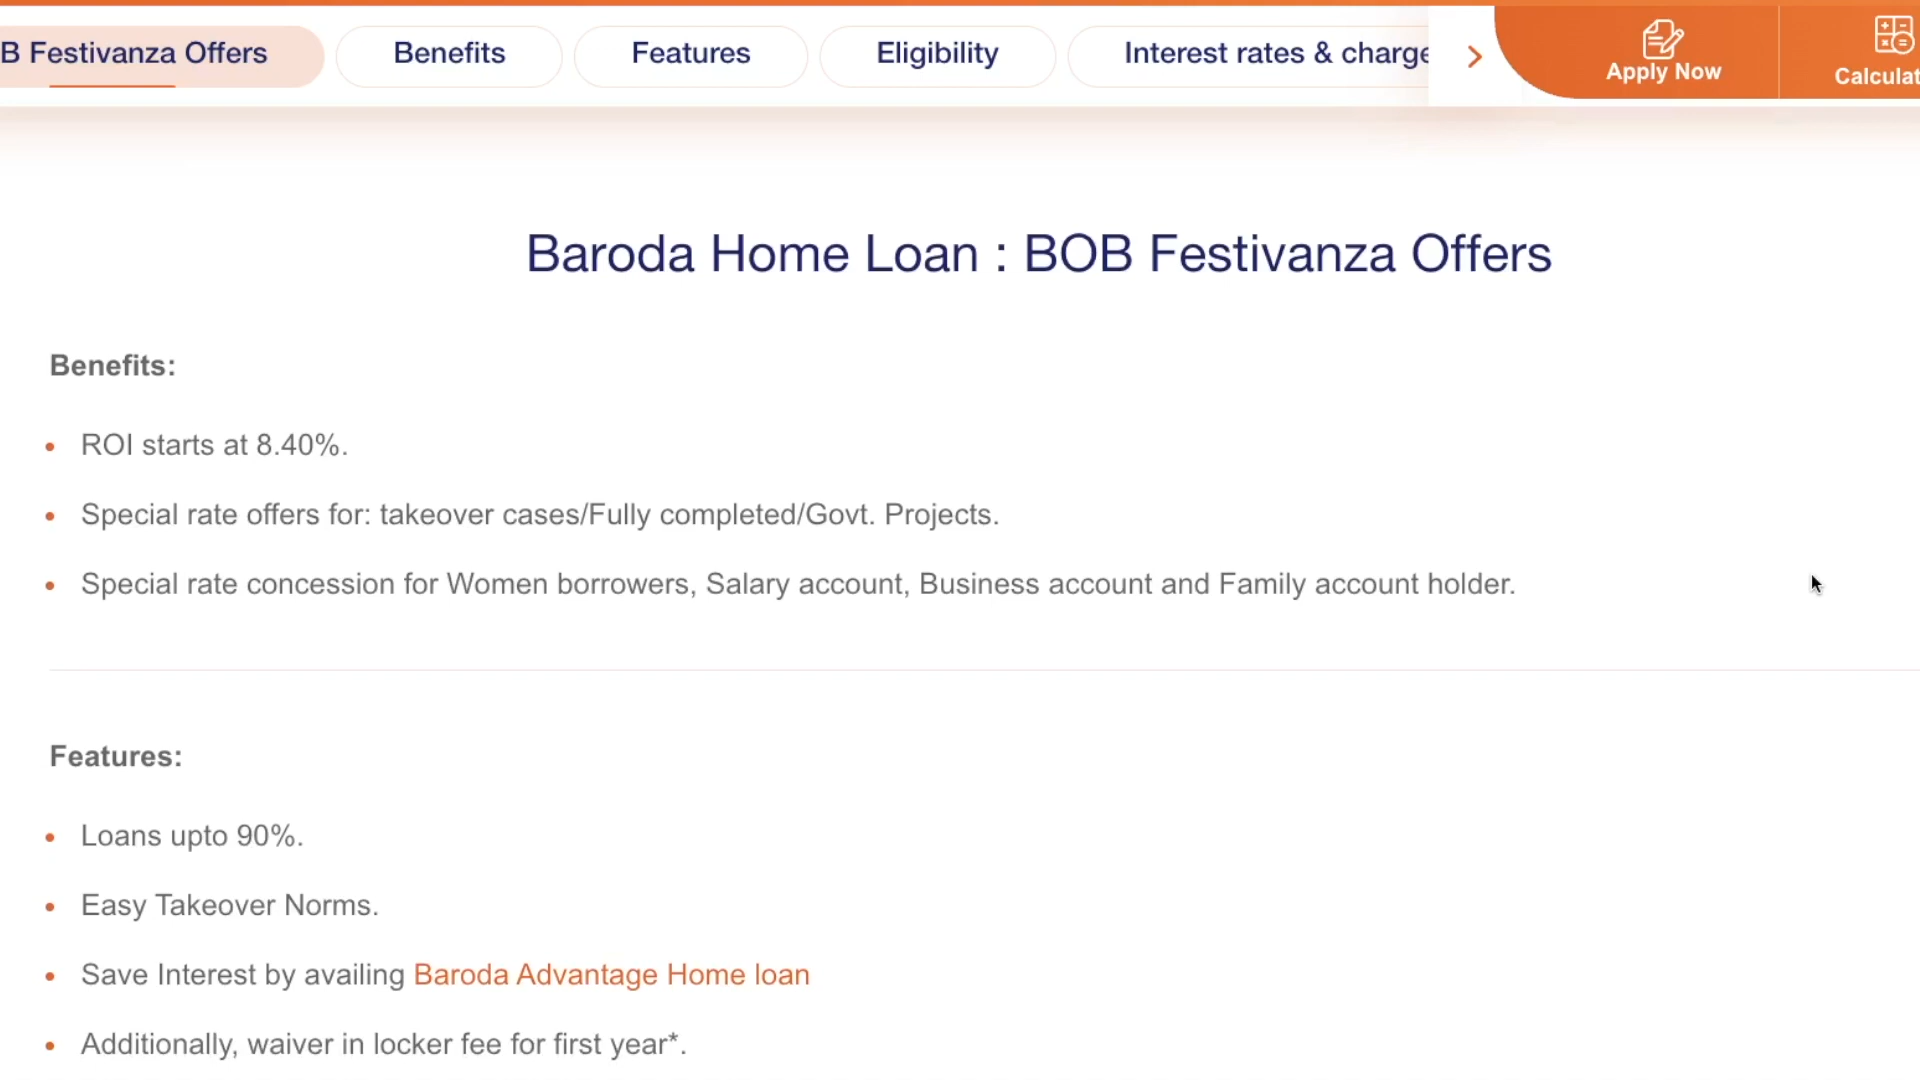 B Festivanza Offers
Benefits
Features
Eligibility
Interest rates & charge
Apply Now
Calculat
Baroda Home Loan : BOB Festivanza Offers
Benefits:
ROI starts at 8.40%.
Special rate offers for: takeover cases/Fully completed/Govt. Projects.
Special rate concession for Women borrowers, Salary account, Business account and Family account holder.
Features:
Loans upto 90%.
Easy Takeover Norms.
Save Interest by availing Baroda Advantage Home loan
Additionally, waiver in locker fee for first year*.